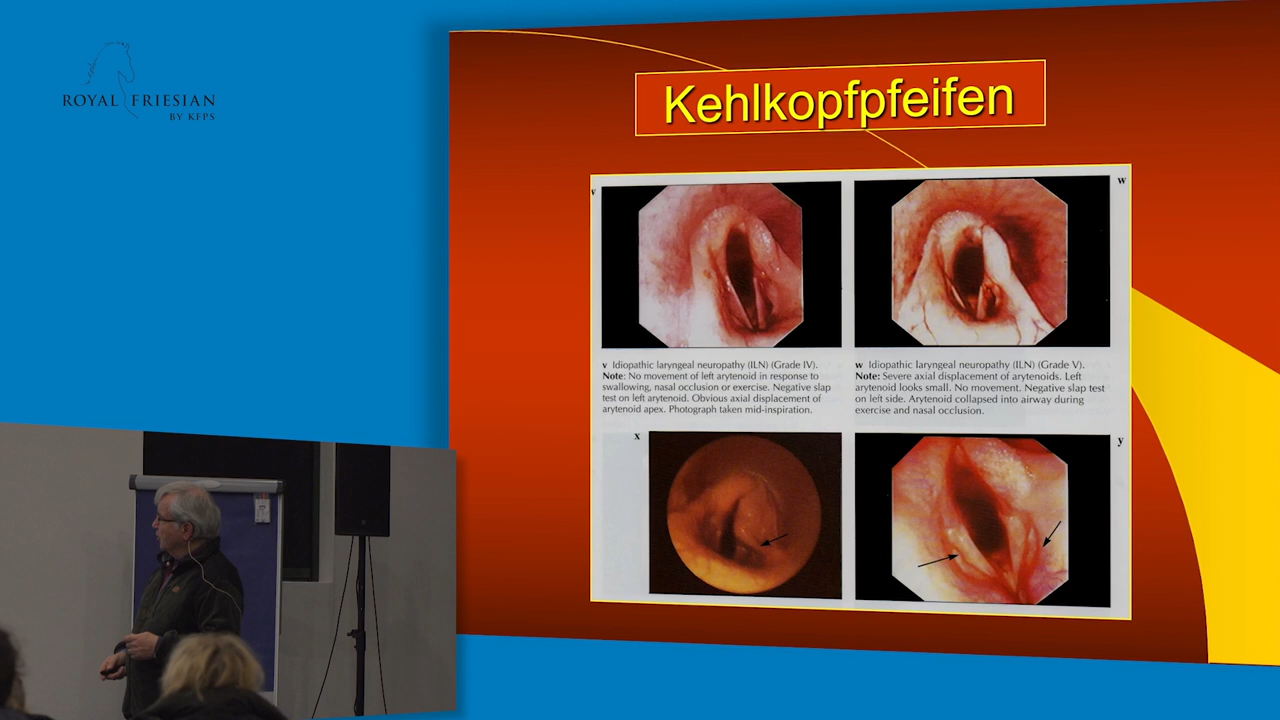 ROYAL FRIESIAN
BY KFPS
Kehlkopfpfeifen
v
w
v Idiopathic laryngeal neuropathy (ILN) (Grade IV).
Note: No movement of left arytenoid in response to
swallowing, nasal occlusion or exercise. Negative slap
test on left arytenoid. Obvious axial displacement of
arytenoid apex. Photograph taken mid-inspiration.
w Idiopathic laryngeal neuropathy (ILN) (Grade V).
Note: Severe axial displacement of arytenoids. Left
arytenoid looks small. No movement. Negative slap test
on left side. Arytenoid collapsed into airway during
exercise and nasal occlusion.
x
y